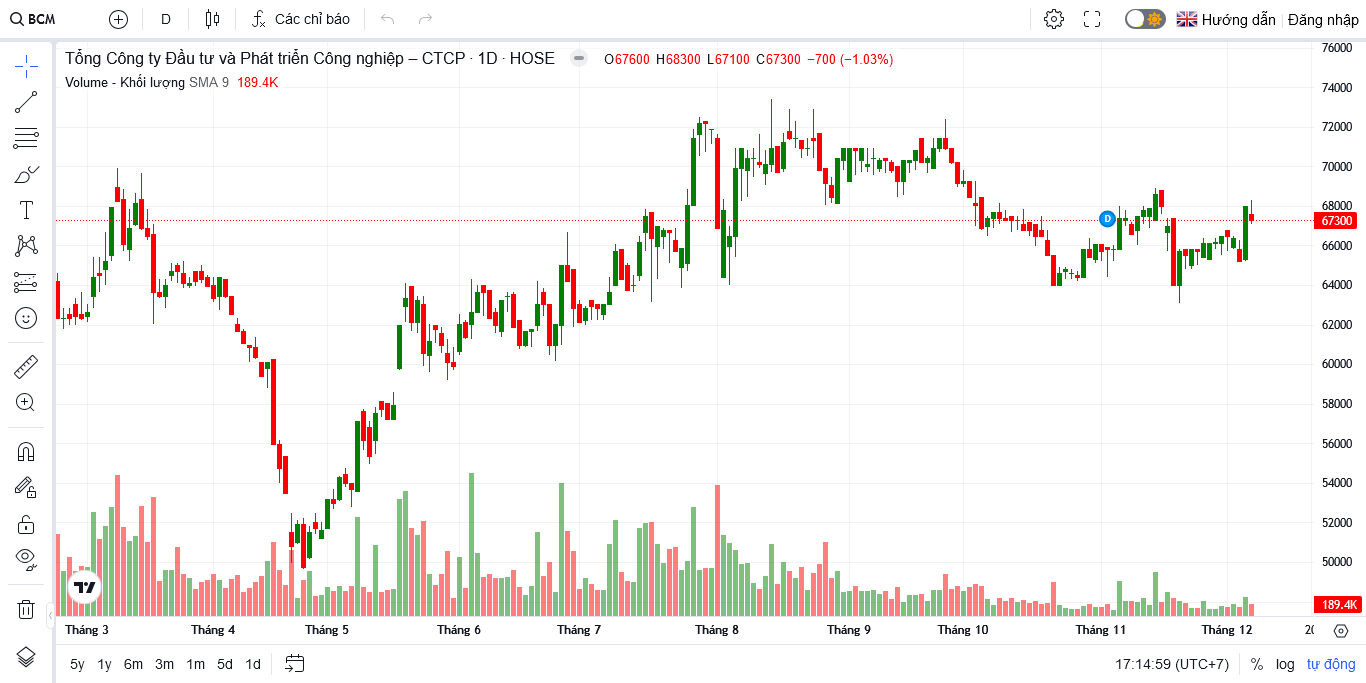 BCM D Các chỉ báo Hướng dẫn Đăng nhập
Tổng Công ty Đầu tư và Phát triển Công nghiệp – CTCP · 1D · HOSE O67600 H68300 L67100 C67300 −700 (−1.03%)
Volume - Khối lượng SMA 9 189.4K
76000
74000
72000
70000
68000
D
67300
66000
64000
62000
60000
58000
56000
54000
52000
50000
189.4K
Tháng 3 Tháng 4 Tháng 5 Tháng 6 Tháng 7 Tháng 8 Tháng 9 Tháng 10 Tháng 11 Tháng 12
5y 1y 6m 3m 1m 5d 1d 17:14:59 (UTC+7) % log tự động